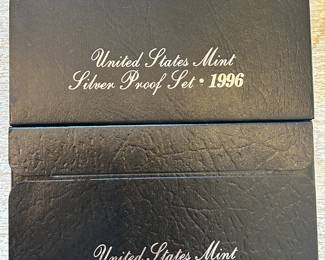 United States Mint
Silver Proof Set • 1996
United States Mint